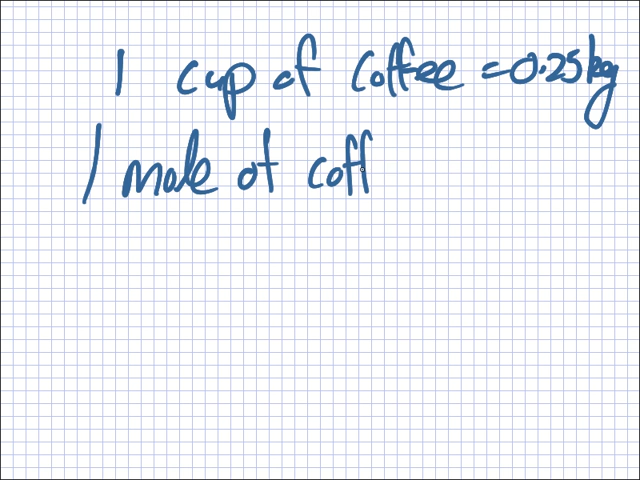 1 cup of coffee = 0.25 kg
1 mole of coff